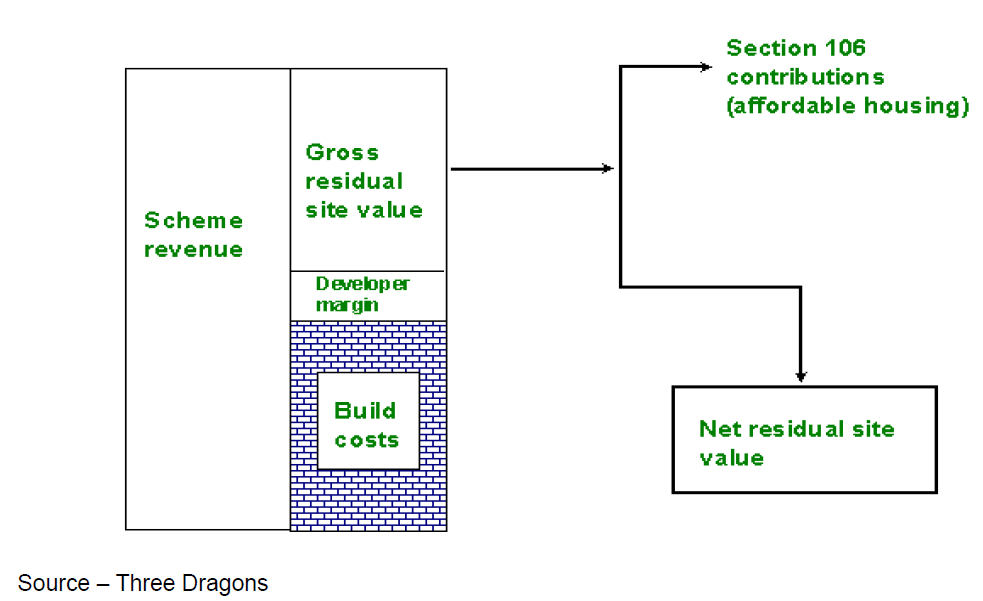 Scheme
revenue
Gross
residual
site value
Developer
margin
Build
costs
Section 106
contributions
(affordable housing)
Net residual site
value
Source – Three Dragons